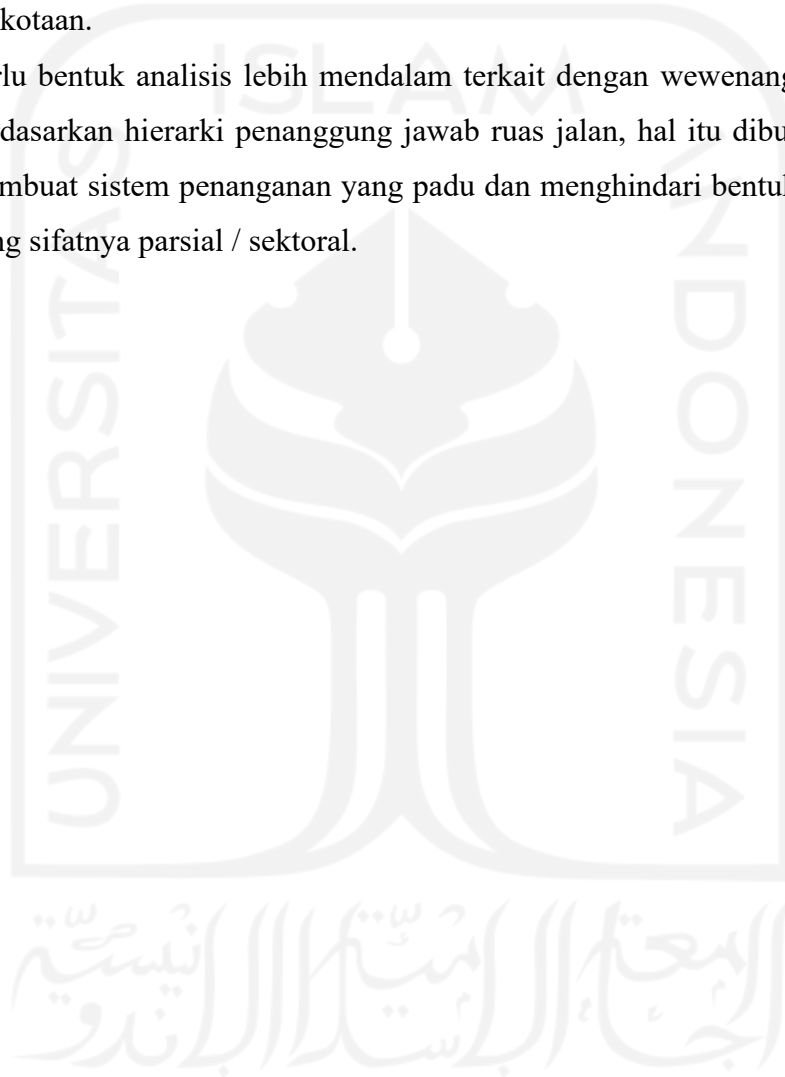 kotaan.
rlu bentuk analisis lebih mendalam terkait dengan wewenang
dasarkan hierarki penanggung jawab ruas jalan, hal itu dibu
mbuat sistem penanganan yang padu dan menghindari bentuk
ng sifatnya parsial / sektoral.
ISLAM
UNIVERSITAS
INDONESIA